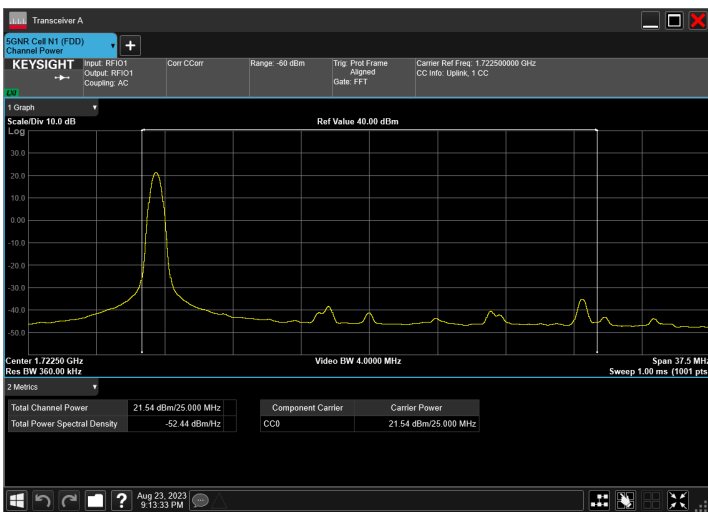 Transceiver A
5GNR Cell N1 (FDD)
Channel Power
KEYSIGHT
Input: RFIO1
Output: RFIO1
Coupling: AC
Corr CCorr
Range: -60 dBm
Trig: Prot Frame
Aligned
Gate: FFT
Carrier Ref Freq: 1.722500000 GHz
CC Info: Uplink, 1 CC
LXI
1 Graph
Scale/Div 10.0 dB
Ref Value 40.00 dBm
Log
30.0
20.0
10.0
0.00
-10.0
-20.0
-30.0
-40.0
-50.0
Center 1.72250 GHz
Video BW 4.0000 MHz
Span 37.5 MHz
Res BW 360.00 kHz
Sweep 1.00 ms (1001 pts
2 Metrics
Total Channel Power 21.54 dBm/25.000 MHz
Total Power Spectral Density -52.44 dBm/Hz
Component Carrier Carrier Power
CC0 21.54 dBm/25.000 MHz
?
Aug 23, 2023
9:13:33 PM